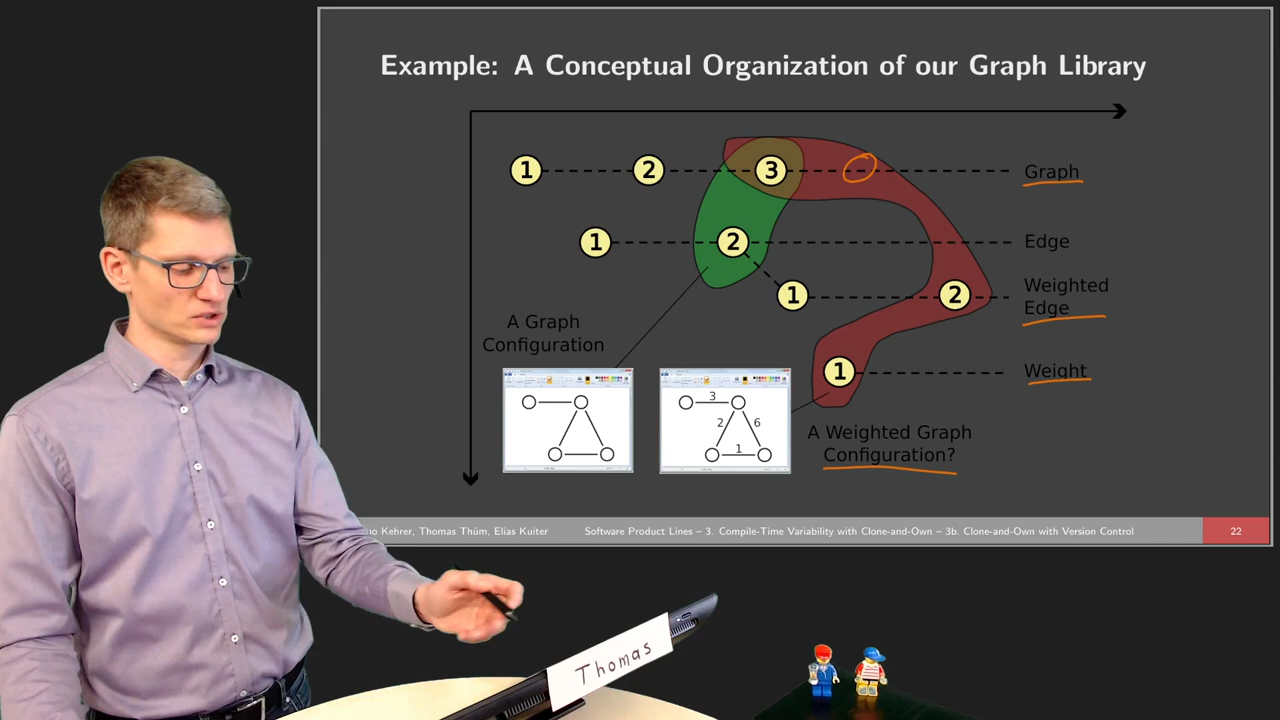 Example: A Conceptual Organization of our Graph Library
1 2 3 Graph
1 2 Edge
1 2 Weighted
Edge
A Graph
Configuration
1 Weight
3
2 6
1
A Weighted Graph
Configuration?
Kehrer, Thomas Thüm, Elias Kuiter Software Product Lines – 3. Compile-Time Variability with Clone-and-Own – 3b. Clone-and-Own with Version Control 22
Thomas